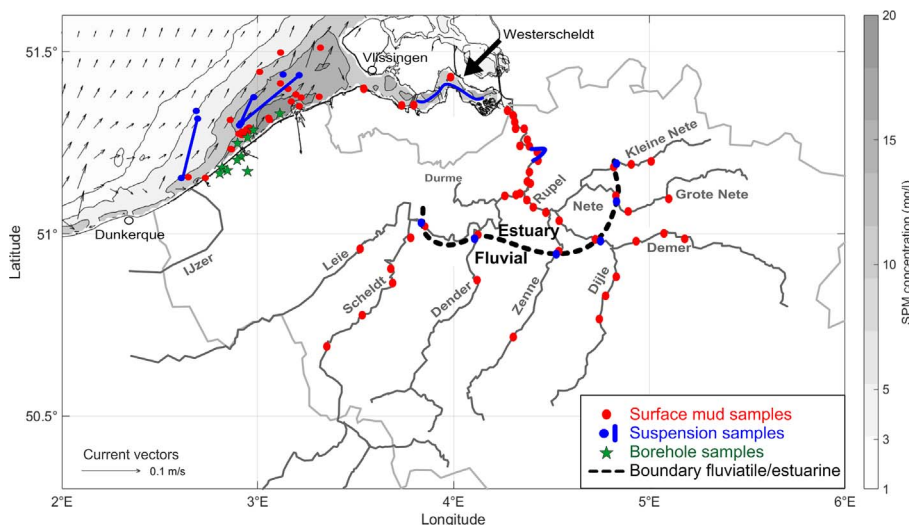 51.5°
51°
50.5°
Latitude
2°E
3°E
4°E
5°E
6°E
Longitude
20
15
10
5
3
1
SPM concentration (mg/l)
Westerscheldt
Vlissingen
Dunkerque
Kleine Nete
Durme
Rupel
Nete
Grote Nete
Estuary
Fluvial
Demer
IJzer
Leie
Scheldt
Dender
Zenne
Dijle
Current vectors
0.1 m/s
Surface mud samples
Suspension samples
Borehole samples
Boundary fluviatile/estuarine